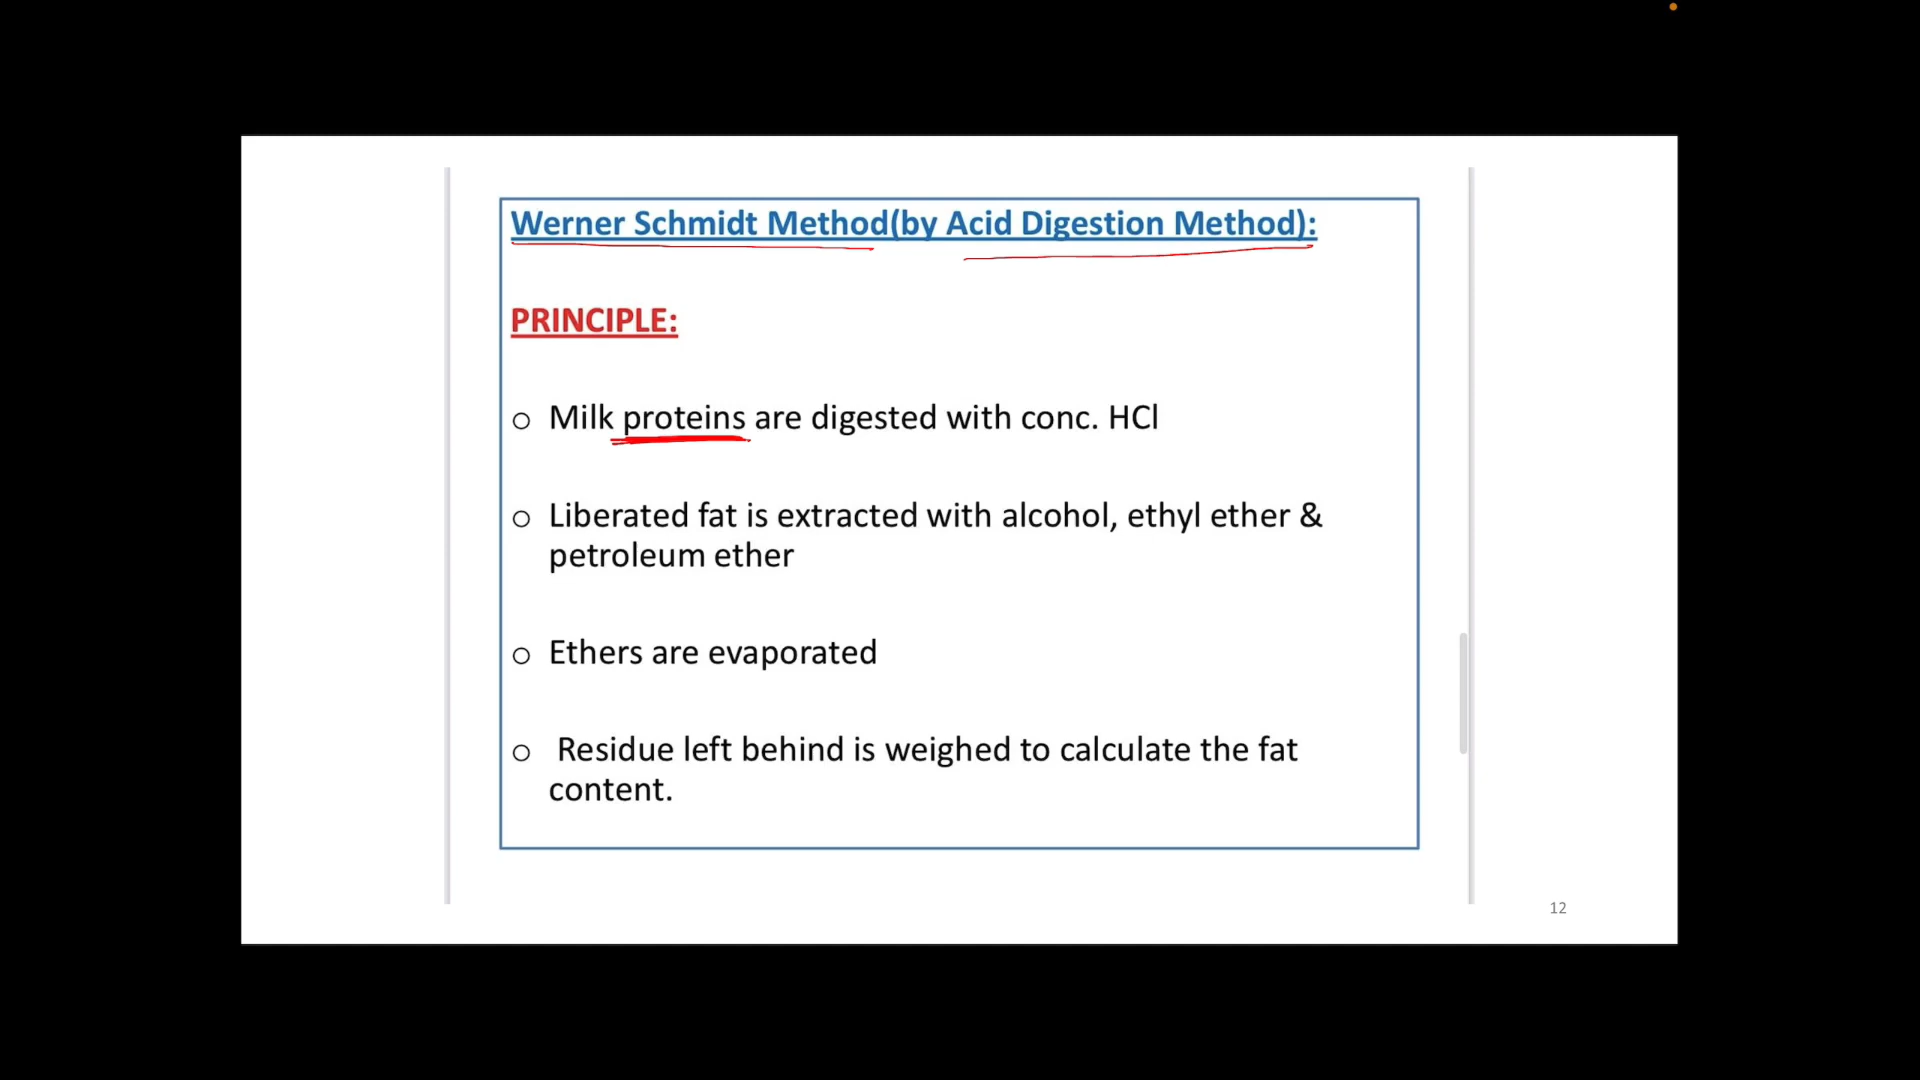 Werner Schmidt Method(by Acid Digestion Method):
PRINCIPLE:
o Milk proteins are digested with conc. HCl
o Liberated fat is extracted with alcohol, ethyl ether &
petroleum ether
o Ethers are evaporated
o Residue left behind is weighed to calculate the fat
content.
12